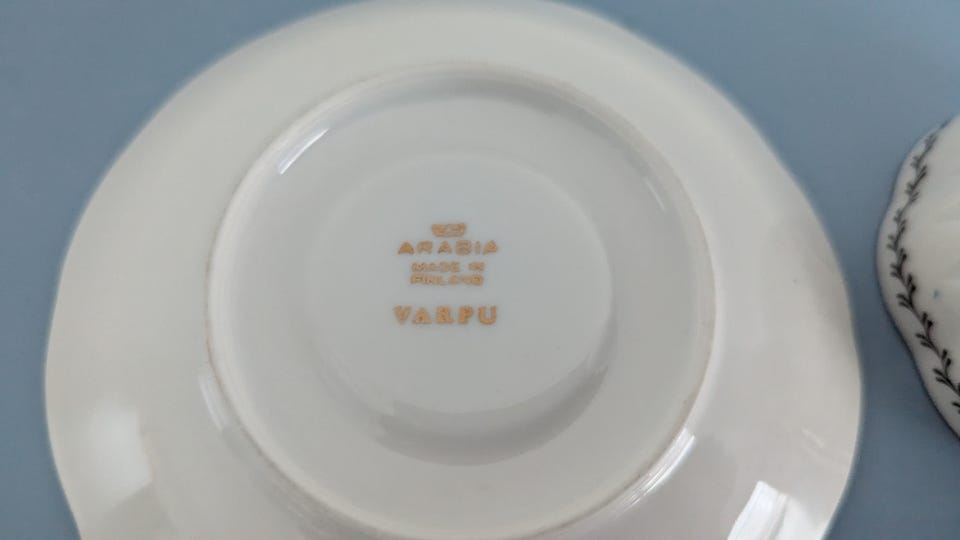 ARABIA
MADE IN
FINLAND
VARPU